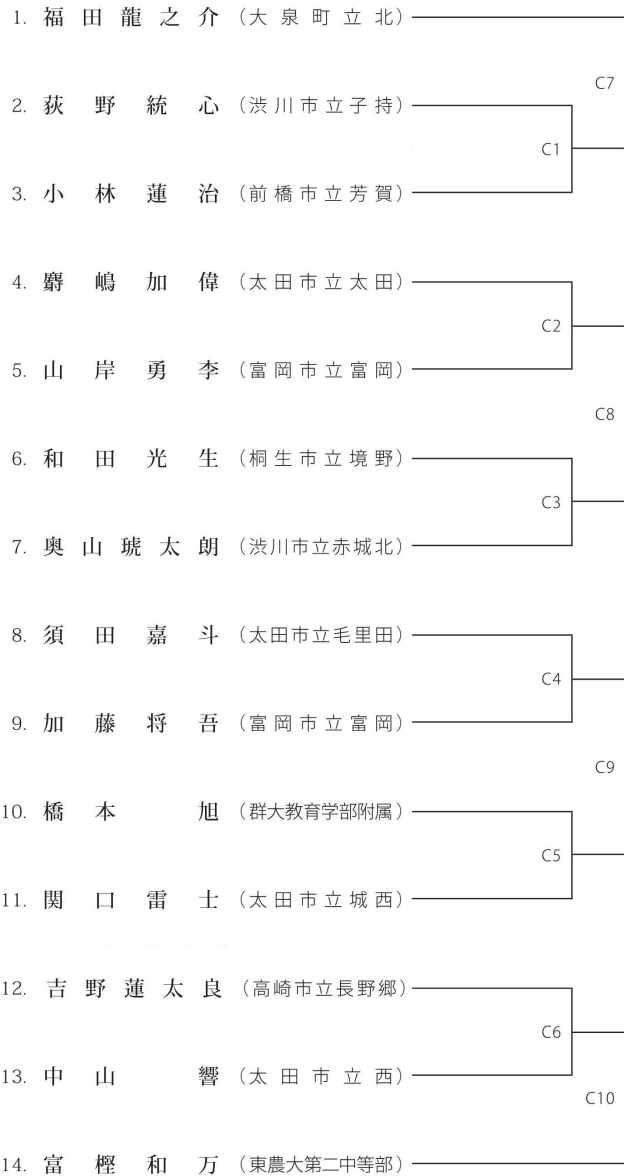 1. 福田龍之介（大泉町立北）
C7
2. 荻野統心（渋川市立子持）
C1
3. 小林蓮治（前橋市立芳賀）
4. 麝嶋加偉（太田市立太田）
C2
5. 山岸勇李（富岡市立富岡）
C8
6. 和田光生（桐生市立境野）
C3
7. 奥山琥太朗（渋川市立赤城北）
8. 須田嘉斗（太田市立毛里田）
C4
9. 加藤将吾（富岡市立富岡）
C9
10. 橋本旭（群大教育学部附属）
C5
11. 関口雷士（太田市立城西）
12. 吉野蓮太良（高崎市立長野郷）
C6
13. 中山響（太田市立西）
C10
14. 富樫和万（東農大第二中等部）